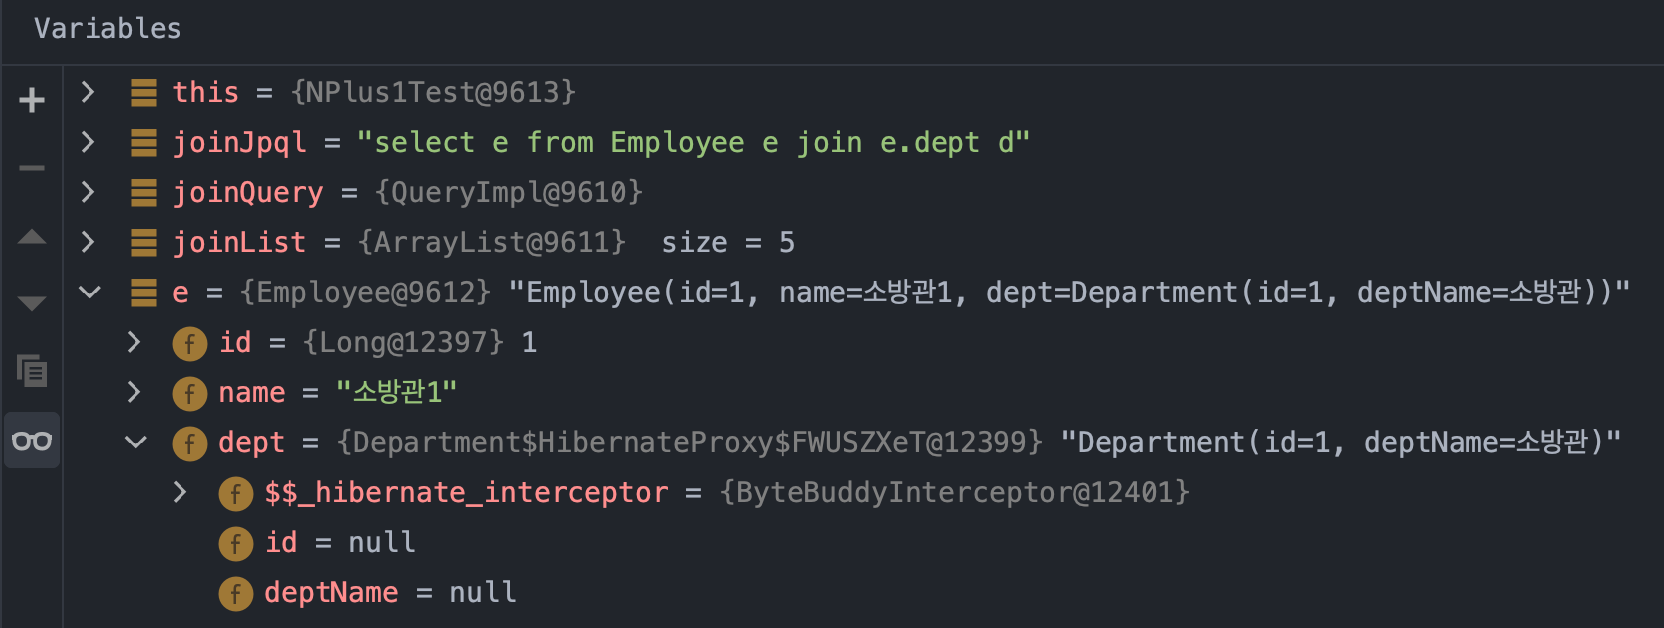 Variables
this = {NPlus1Test@9613}
joinJpql = "select e from Employee e join e.dept d"
joinQuery = {QueryImpl@9610}
joinList = {ArrayList@9611} size = 5
e = {Employee@9612} "Employee(id=1, name=소방관1, dept=Department(id=1, deptName=소방관))"
f id = {Long@12397} 1
f name = "소방관1"
f dept = {Department$HibernateProxy$FWUSZXeT@12399} "Department(id=1, deptName=소방관)"
f $$_hibernate_interceptor = {ByteBuddyInterceptor@12401}
f id = null
f deptName = null